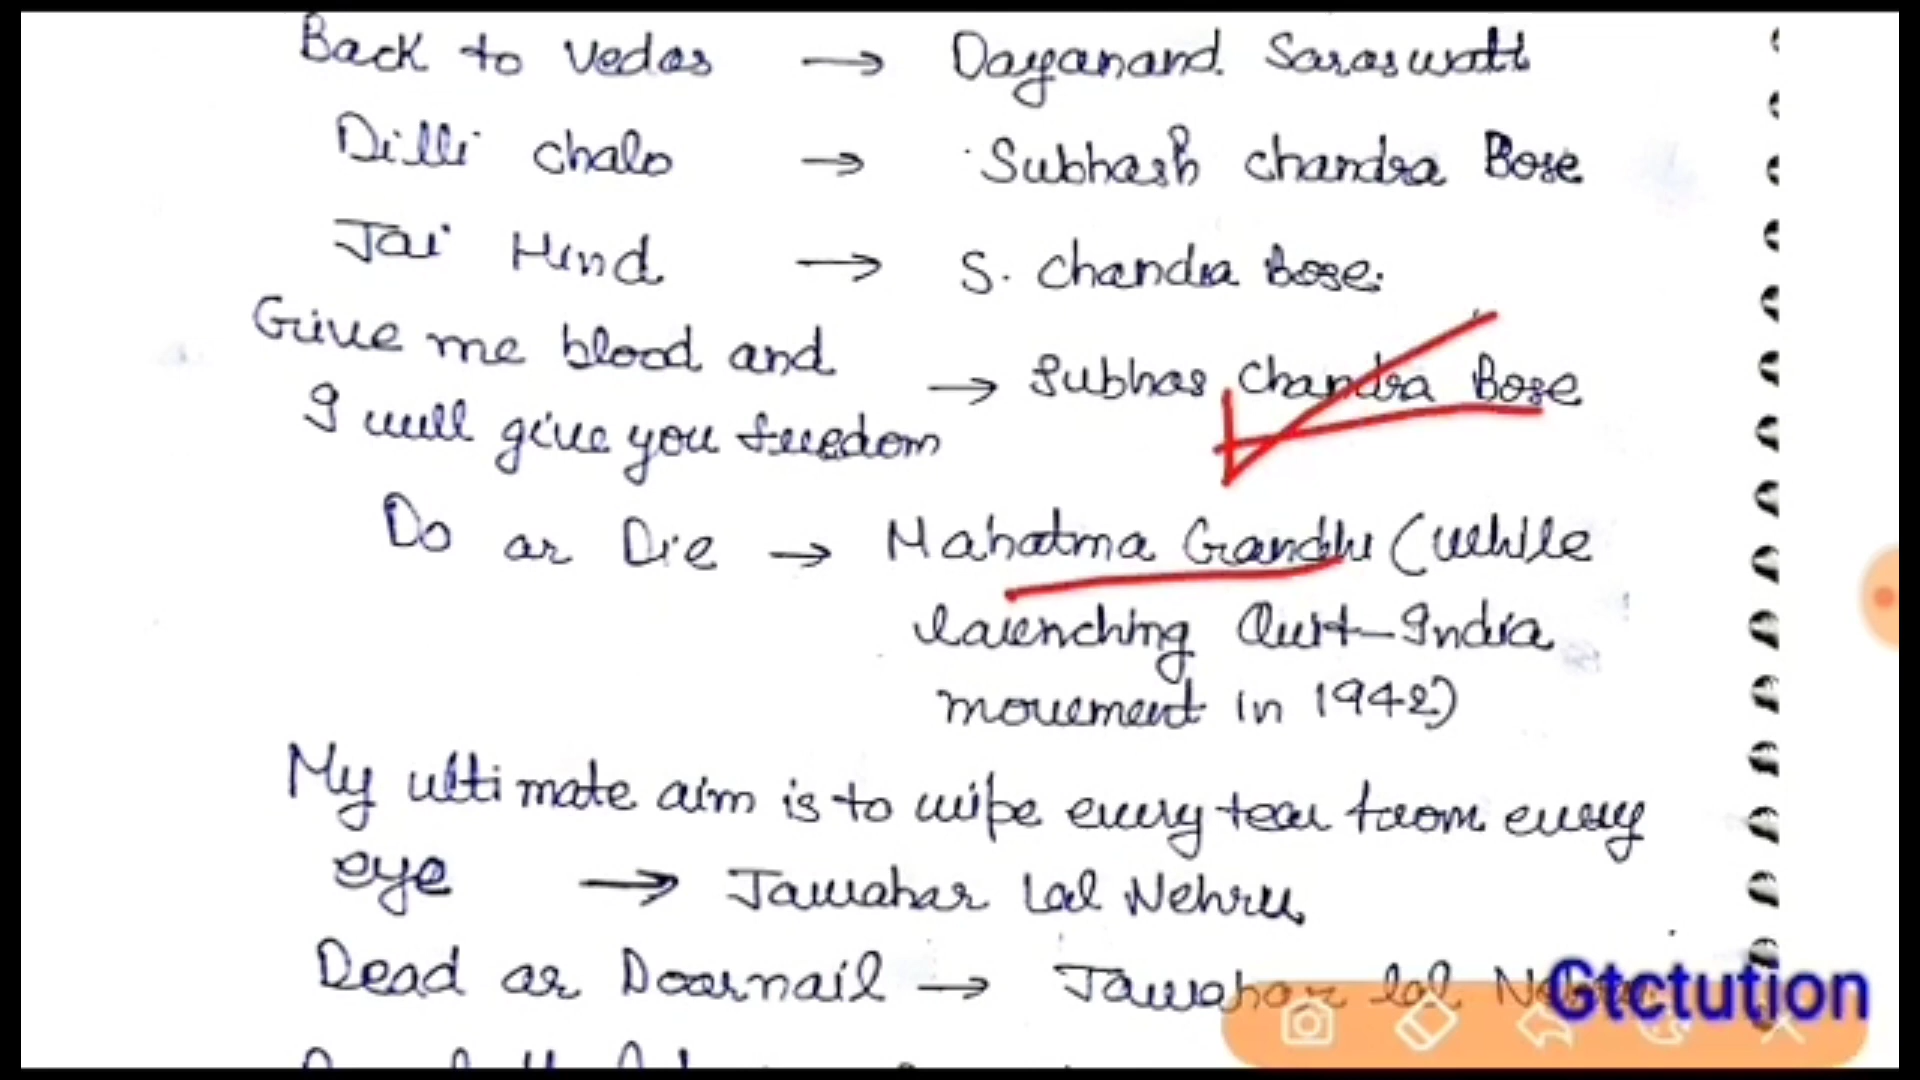 Back to Vedas → Dayanand Saraswati
Dilli chalo → Subhash Chandra Bose
Jai Hind → S. Chandra Bose.
Give me blood and
I will give you freedom → Subhas Chandra Bose
Do or Die → Mahatma Gandhi (While
launching Quit-India
movement in 1942)
My ultimate aim is to wipe every tear from every
eye → Jawahar Lal Nehru
Dead or Doornail → Jawahar Lal Nehru
Gtctution